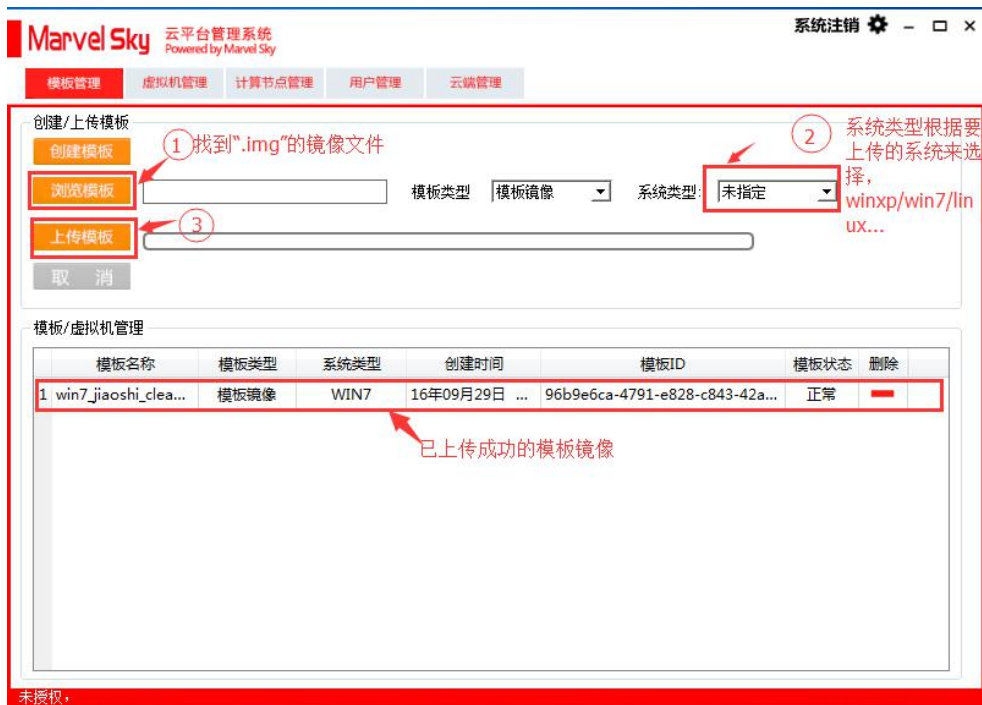 Marvel Sky 云平台管理系统 系统注销
Powered by Marvel Sky
模板管理 虚拟机管理 计算节点管理 用户管理 云端管理
创建/上传模板
创建模板
① 找到“.img”的镜像文件
② 系统类型根据要
上传的系统来选
择,
winxp/win7/lin
ux...
浏览模板 模板类型 模板镜像 系统类型: 未指定
上传模板 ③
取 消
模板/虚拟机管理
模板名称 模板类型 系统类型 创建时间 模板ID 模板状态 删除
1 win7_jiaoshi_clea... 模板镜像 WIN7 16年09月29日 ... 96b9e6ca-4791-e828-c843-42a... 正常
已上传成功的模板镜像
未授权,